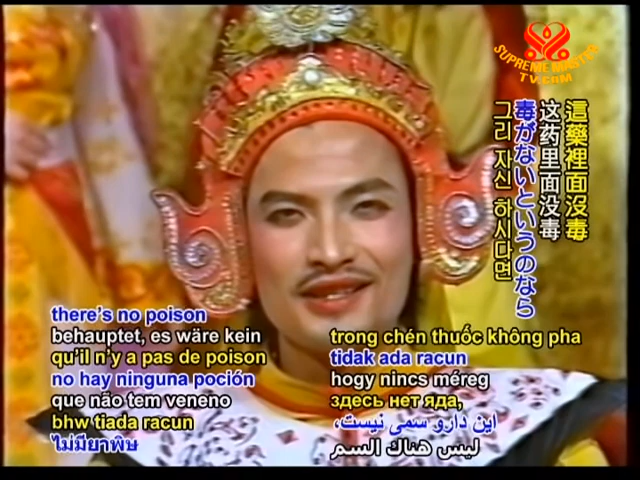 SUPREME MASTER
TV.COM
這藥裡面沒毒
这药里面没毒
毒がないというのなら
그리 자신 하시다면
there's no poison
behauptet, es wäre kein
qu'il n'y a pas de poison
no hay ninguna poción
que não tem veneno
bhw tiada racun
ไม่มียาพิษ
trong chén thuốc không pha
tidak ada racun
hogy nincs méreg
здесь нет яда,
این دارو سمی نیست،
ليس هناك السم